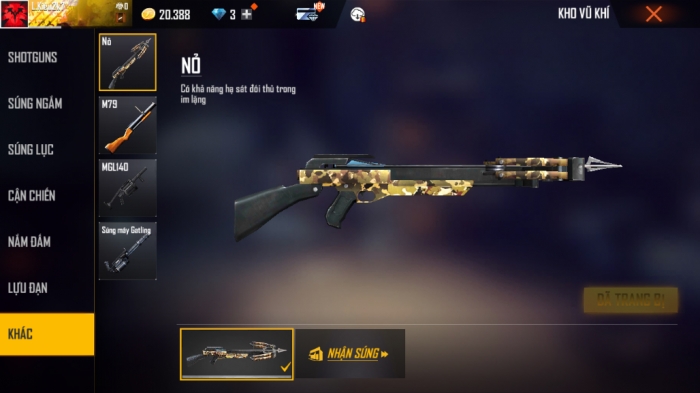 20.388
3
NEW
KHO VŨ KHÍ
SHOTGUNS
SÚNG NGẮM
SÚNG LỤC
CẬN CHIẾN
NẮM ĐẤM
LỰU ĐẠN
KHÁC
Nỏ
M79
MGL140
Súng máy Gatling
NỎ
Có khả năng hạ sát đối thủ trong
im lặng
ĐÃ TRANG BỊ
NHẬN SÚNG